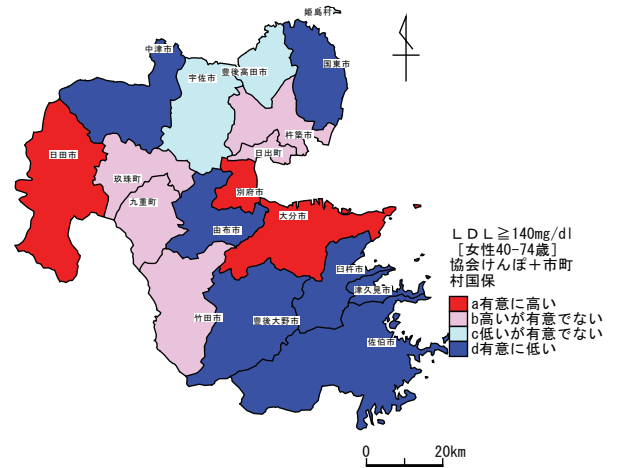 姫島村
中津市
豊後高田市
国東市
宇佐市
杵築市
日田市
日出町
玖珠町
別府市
九重町
大分市
由布市
臼杵市
津久見市
竹田市
豊後大野市
佐伯市
LDL≧140mg/dl
[女性40-74歳]
協会けんぽ+市町
村国保
a有意に高い
b高いが有意でない
c低いが有意でない
d有意に低い
0 20km